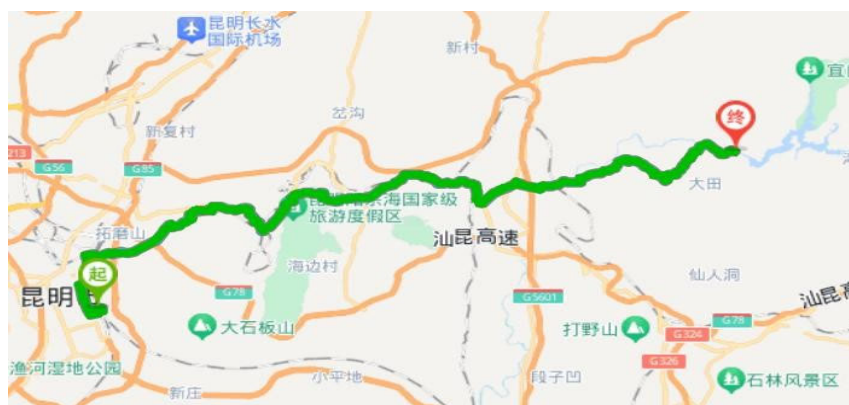 昆明长水
国际机场
新村
宜
岔沟
新复村
终
213
G56
G85
大田
昆明阳宗海国家级
旅游度假区
拓磨山
汕昆高速
海边村
起
仙人洞
昆明
G78
G5601
汕昆高
大石板山
打野山
G324
G78
渔河湿地公园
小平地
段子凹
G326
石林风景区
新庄